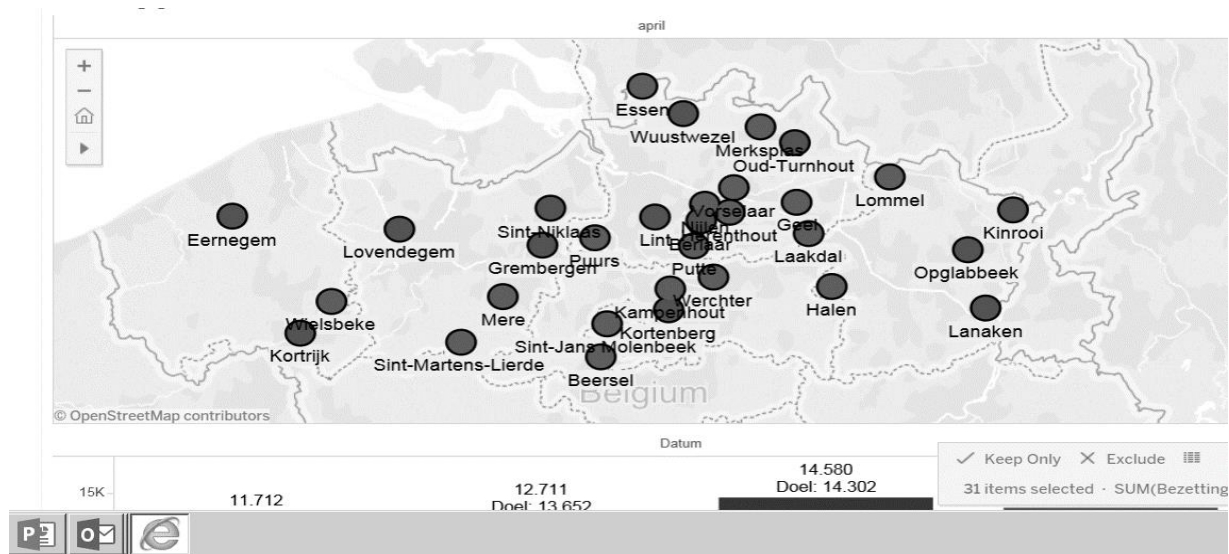 april
+
−
Essen
Wuustwezel
Merksplas
Oud-Turnhout
Lommel
Vorselaar
Geel
Kinrooi
Eernegem
Sint-Niklaas
Lint
Nijlen
Herenthout
Lovendegem
Berlaar
Laakdal
Grembergen
Puurs
Opglabbeek
Putte
Werchter
Halen
Mere
Kampenhout
Lanaken
Wielsbeke
Kortenberg
Sint-Jans Molenbeek
Kortrijk
Sint-Martens-Lierde
Beersel
Belgium
© OpenStreetMap contributors
Datum
Keep Only Exclude
31 items selected · SUM(Bezetting
15K
11.712
12.711
Doel: 13.652
14.580
Doel: 14.302